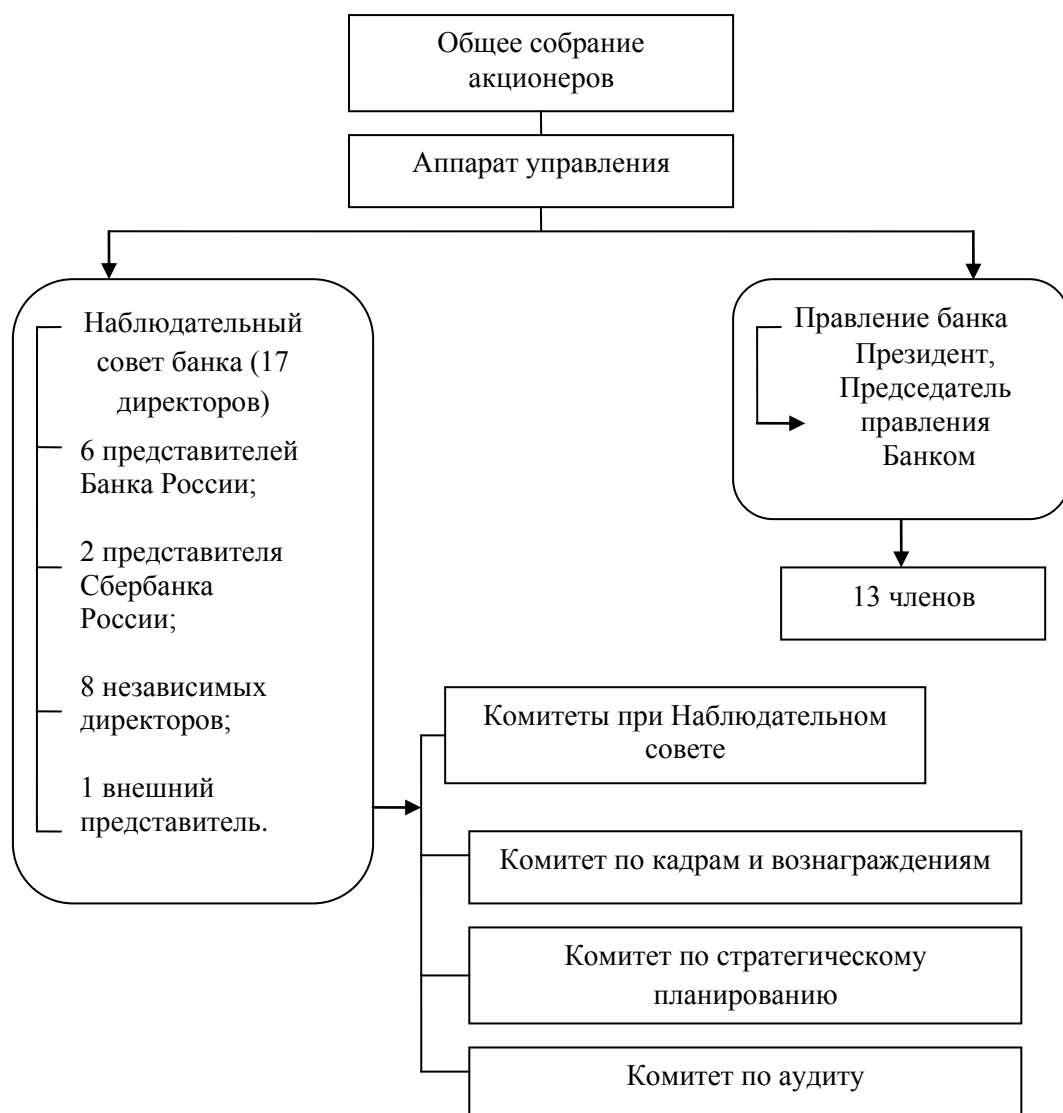 Общее собрание
акционеров
Аппарат управления
Наблюдательный
совет банка (17
директоров)
6 представителей
Банка России;
2 представителя
Сбербанка
России;
8 независимых
директоров;
1 внешний
представитель.
Правление банка
Президент,
Председатель
правления
Банком
13 членов
Комитеты при Наблюдательном
совете
Комитет по кадрам и вознаграждениям
Комитет по стратегическому
планированию
Комитет по аудиту